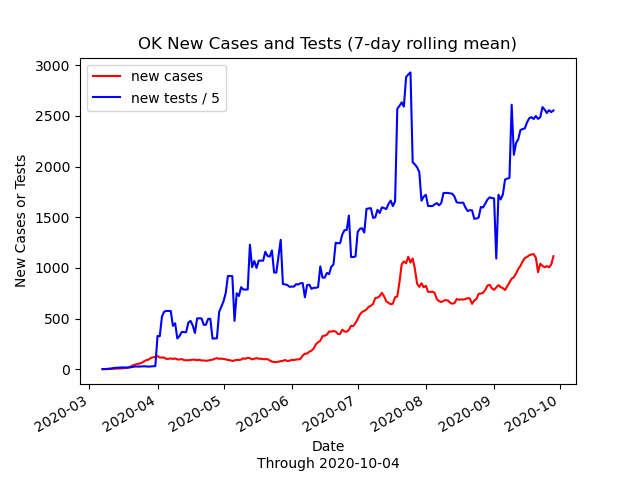 OK New Cases and Tests (7-day rolling mean)
new cases
new tests / 5
New Cases or Tests
3000
2500
2000
1500
1000
500
0
2020-03
2020-04
2020-05
2020-06
2020-07
2020-08
2020-09
2020-10
Date
Through 2020-10-04